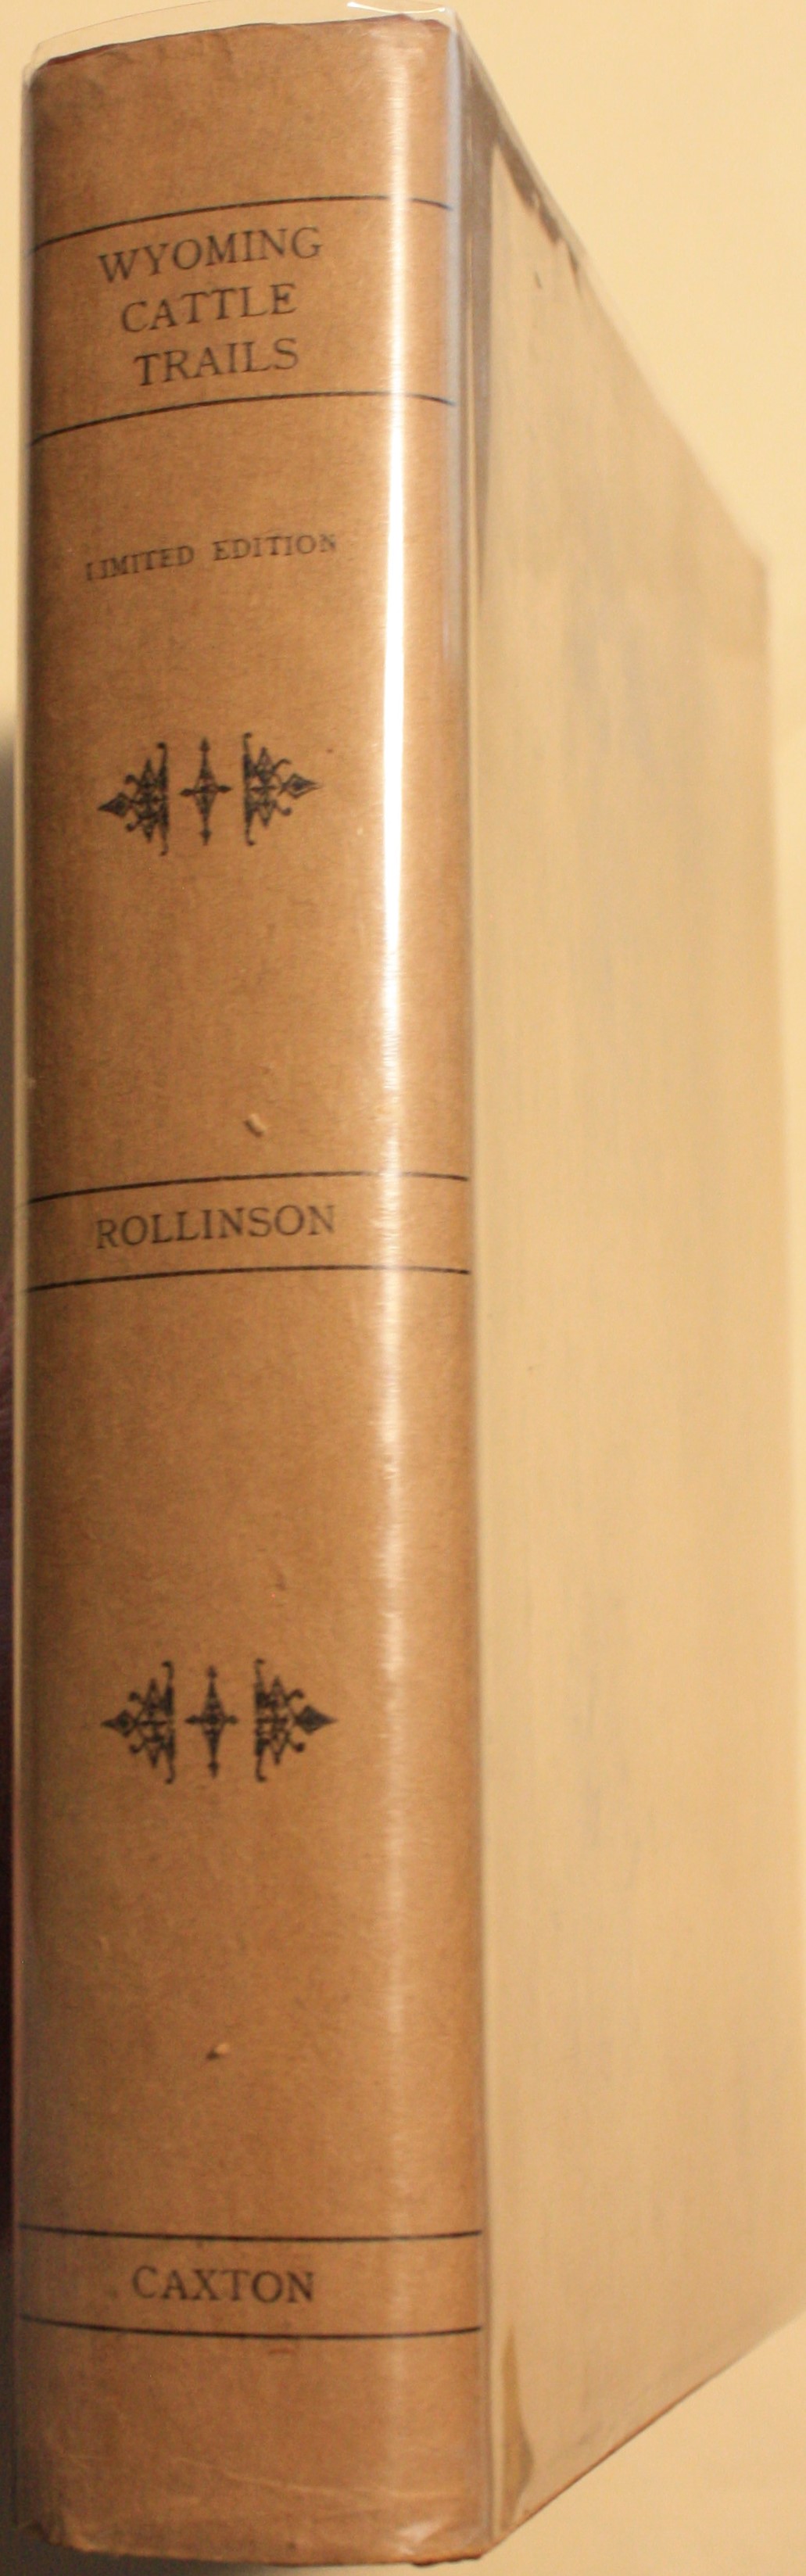 WYOMING
CATTLE
TRAILS
LIMITED EDITION
ROLLINSON
CAXTON